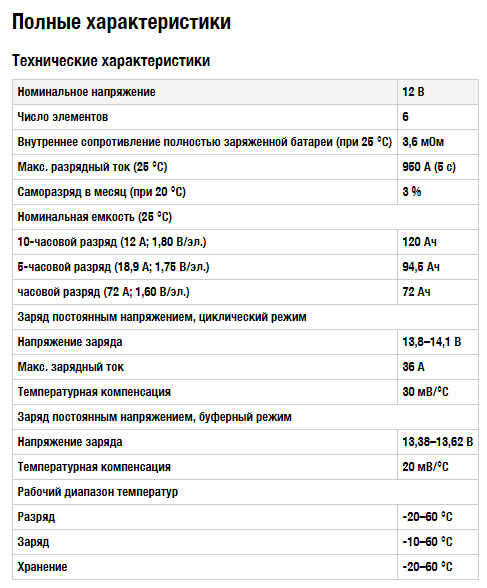 Полные характеристики
Технические характеристики
Номинальное напряжение 12 В
Число элементов 6
Внутреннее сопротивление полностью заряженной батареи (при 25 °C) 3,6 мОм
Макс. разрядный ток (25 °C) 950 А (5 с)
Саморазряд в месяц (при 20 °C) 3 %
Номинальная емкость (25 °C)
10-часовой разряд (12 А; 1,80 В/эл.) 120 Ач
5-часовой разряд (18,9 А; 1,75 В/эл.) 94,5 Ач
часовой разряд (72 А; 1,60 В/эл.) 72 Ач
Заряд постоянным напряжением, циклический режим
Напряжение заряда 13,8–14,1 В
Макс. зарядный ток 36 А
Температурная компенсация 30 мВ/°C
Заряд постоянным напряжением, буферный режим
Напряжение заряда 13,38–13,62 В
Температурная компенсация 20 мВ/°C
Рабочий диапазон температур
Разряд -20–60 °C
Заряд -10–60 °C
Хранение -20–60 °C